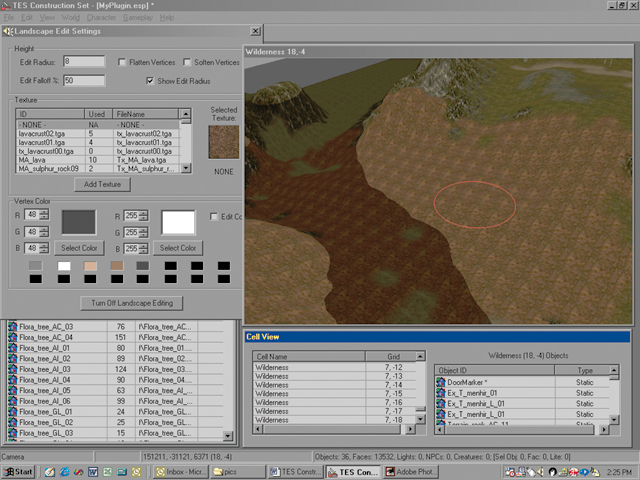 TES Construction Set - [MyPlugin.esp] *
File Edit View World Character Gameplay Help
Landscape Edit Settings
Height
Edit Radius: 8
Flatten Vertices
Soften Vertices
Edit Falloff %: 50
Show Edit Radius
Texture
ID Used FileName
- NONE - NA - NONE -
lavacrust02.tga 5 tx_lavacrust02.tga
lavacrust01.tga 4 tx_lavacrust01.tga
tx_lavacrust00.tga 0 tx_lavacrust00.tga
MA_lava 10 Tx_MA_lava.tga
MA_sulphur_rock09 2 Tx_MA_sulphur_r...
Selected
Texture:
NONE
Add Texture
Vertex Color
R 48
G 48
B 48
Select Color
R 255
G 255
B 255
Select Color
Edit Co
Turn Off Landscape Editing
Flora_tree_AC_03 76 f\Flora_tree_AC...
Flora_tree_AC_04 151 f\Flora_tree_AC...
Flora_tree_AI_01 80 f\Flora_tree_01....
Flora_tree_AI_02 89 f\Flora_tree_02....
Flora_tree_AI_03 124 f\Flora_tree_03....
Flora_tree_AI_04 90 f\Flora_tree_04....
Flora_tree_AI_05 63 f\Flora_tree_AI_...
Flora_tree_AI_06 99 f\Flora_tree_AI_...
Flora_tree_GL_01 24 f\Flora_tree_GL...
Flora_tree_GL_02 25 f\Flora_tree_GL...
Flora_tree_GL_03 15 f\Flora_tree_GL...
Wilderness 18,-4
Cell View
Cell Name Grid
Wilderness 7, -12
Wilderness 7, -13
Wilderness 7, -14
Wilderness 7, -15
Wilderness 7, -16
Wilderness 7, -17
Wilderness 7, -18
Wilderness (18, -4) Objects
Object ID Type
DoorMarker * Static
Ex_T_menhir_01 Static
Ex_T_menhir_L_01 Static
Ex_T_menhir_L_01 Static
Terrain_rock_AC_11 Static
Camera
151211, -31121, 6371 (18, -4)
Objects: 36, Faces: 13532, Lights: 0, NPCs: 0, Creatures: 0, [Sel Obj: 0, Fac: 0, Lite: 0]
Start
Inbox - Micr...
pics
TES Constr...
TES Con...
Adobe Phot...
2:25 PM